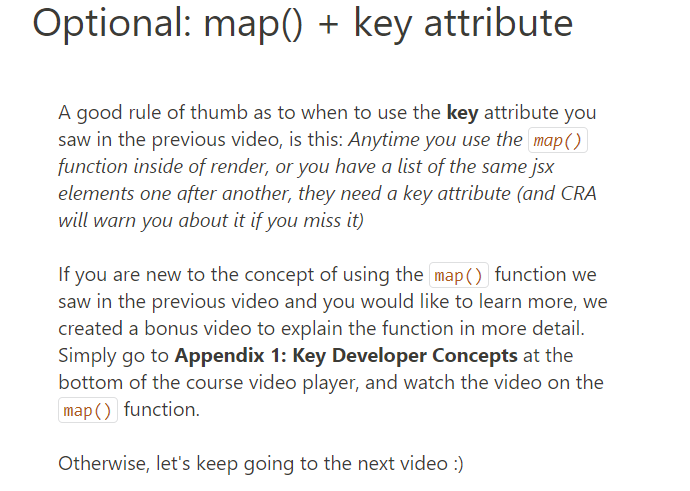 Optional: map() + key attribute
A good rule of thumb as to when to use the key attribute you
saw in the previous video, is this: Anytime you use the map()
function inside of render, or you have a list of the same jsx
elements one after another, they need a key attribute (and CRA
will warn you about it if you miss it)
If you are new to the concept of using the map() function we
saw in the previous video and you would like to learn more, we
created a bonus video to explain the function in more detail.
Simply go to Appendix 1: Key Developer Concepts at the
bottom of the course video player, and watch the video on the
map() function.
Otherwise, let's keep going to the next video :)